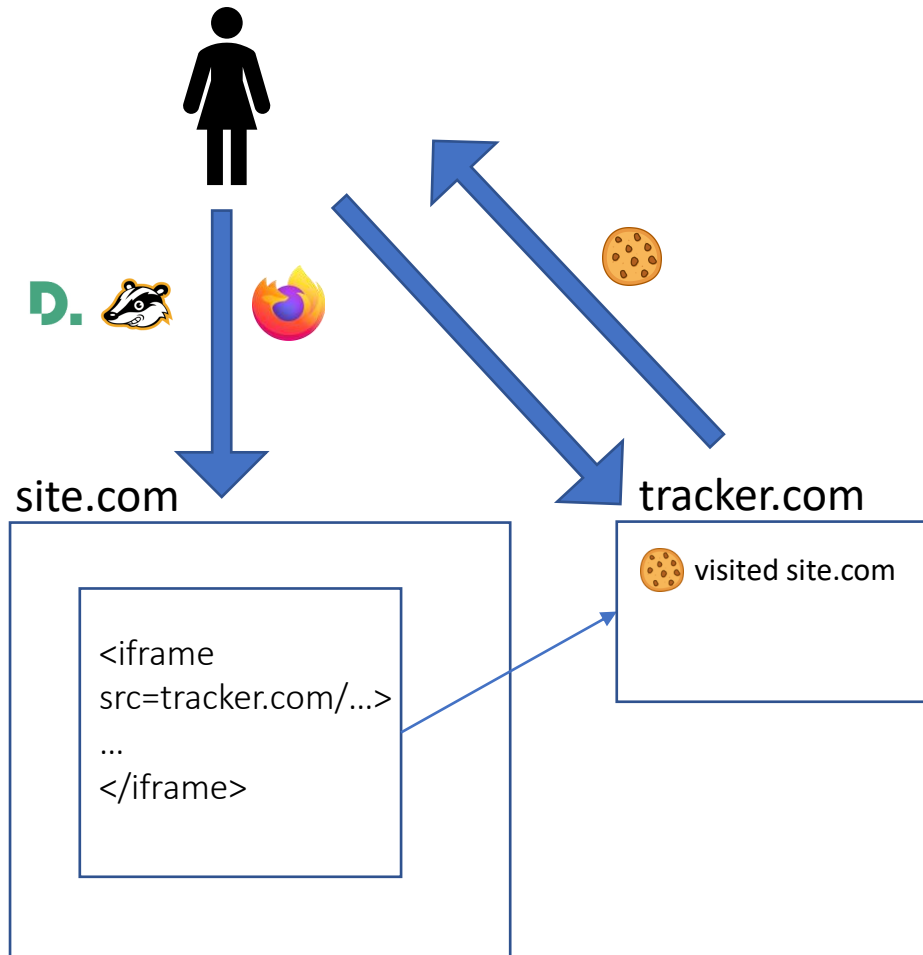 D.
site.com
tracker.com
visited site.com
<iframe
src=tracker.com/...>
...
</iframe>